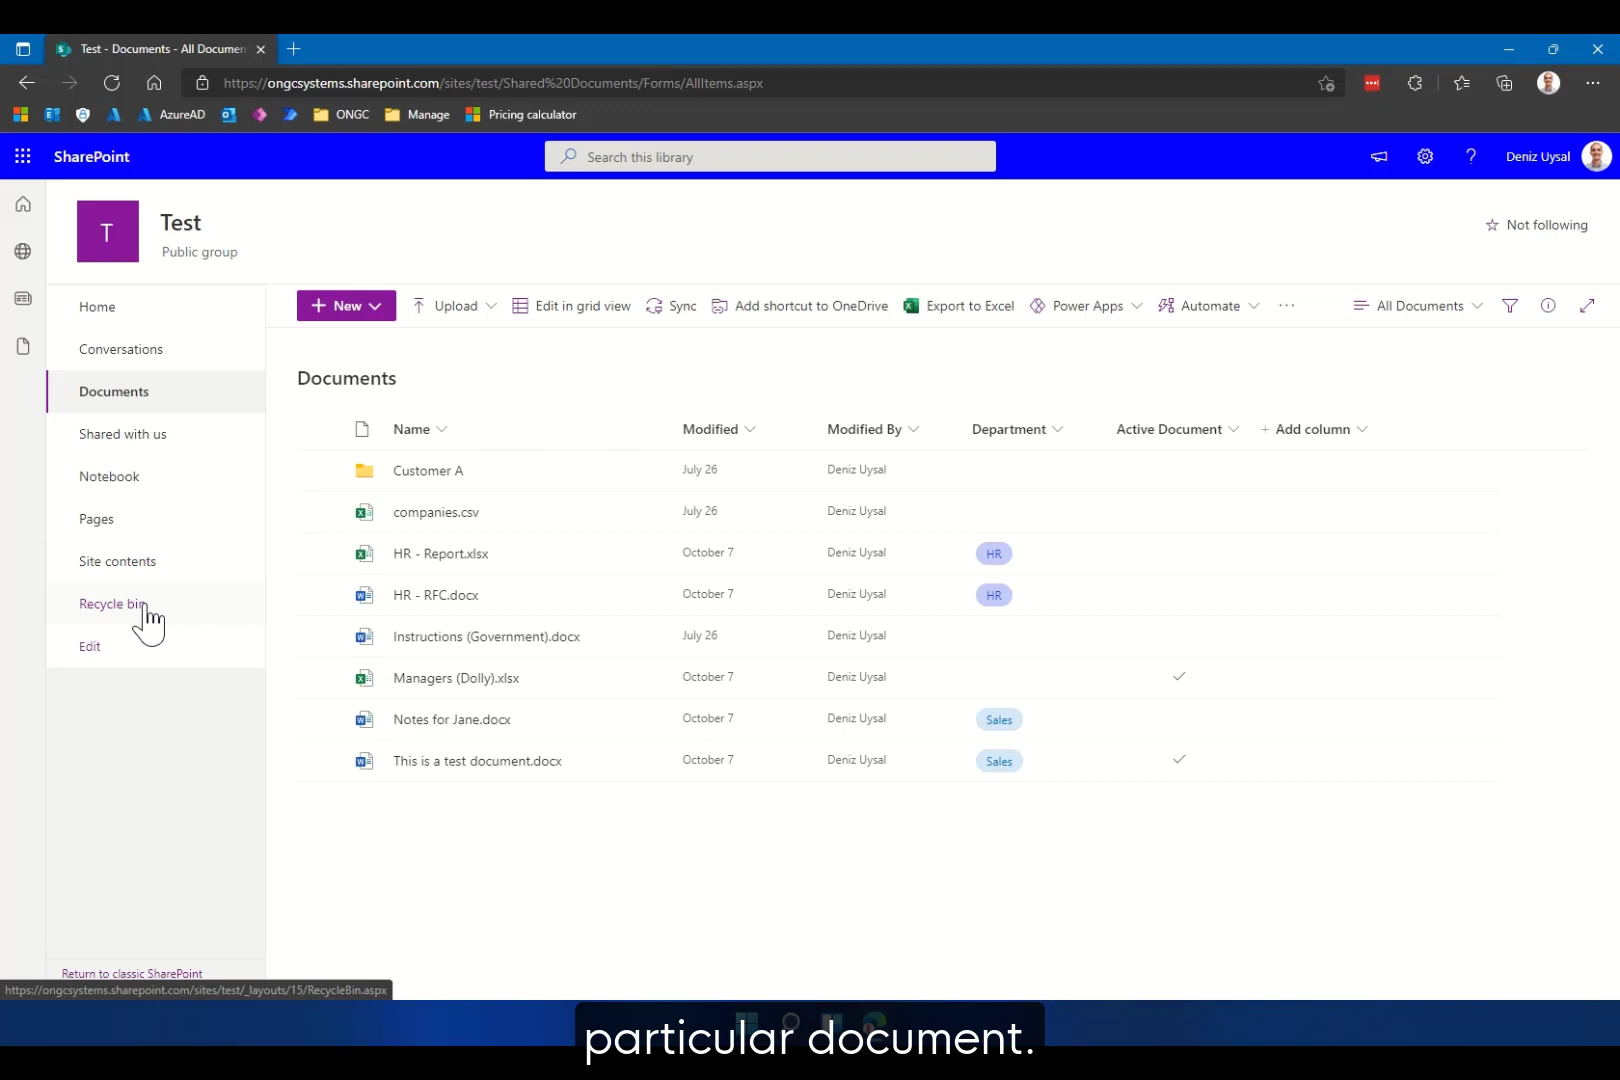 Test - Documents - All Documen
https://ongcsystems.sharepoint.com/sites/test/Shared%20Documents/Forms/AllItems.aspx
AzureAD ONGC Manage Pricing calculator
SharePoint Search this library Deniz Uysal
T Test Not following
Public group
Home
Conversations
Documents
Shared with us
Notebook
Pages
Site contents
Recycle bin
Edit
Return to classic SharePoint
New Upload Edit in grid view Sync Add shortcut to OneDrive Export to Excel Power Apps Automate ... All Documents
Documents
Name Modified Modified By Department Active Document + Add column
Customer A July 26 Deniz Uysal
companies.csv July 26 Deniz Uysal
HR - Report.xlsx October 7 Deniz Uysal HR
HR - RFC.docx October 7 Deniz Uysal HR
Instructions (Government).docx July 26 Deniz Uysal
Managers (Dolly).xlsx October 7 Deniz Uysal
Notes for Jane.docx October 7 Deniz Uysal Sales
This is a test document.docx October 7 Deniz Uysal Sales
https://ongcsystems.sharepoint.com/sites/test/_layouts/15/RecycleBin.aspx
particular document.